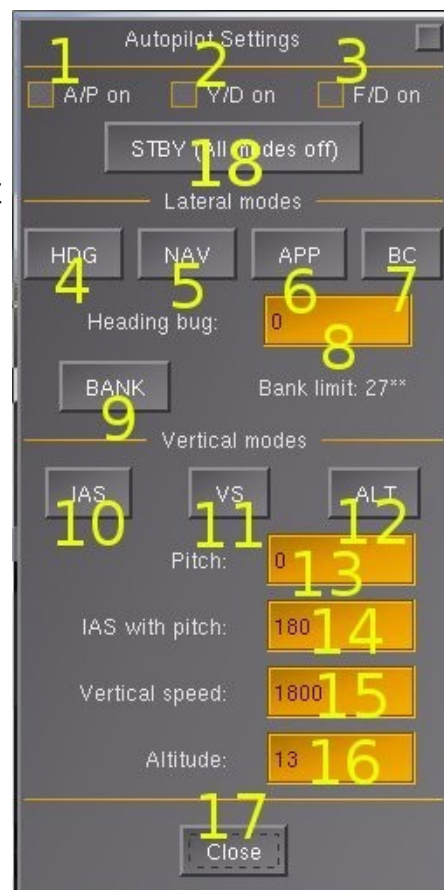 Autopilot Settings
1 2 3
A/P on Y/D on F/D on
STBY (All modes off)
18
Lateral modes
HDG NAV APP BC
4 5 6 7
Heading bug: 0
8
BANK Bank limit: 27**
9
Vertical modes
IAS VS ALT
10 11 12
Pitch: 0
13
IAS with pitch: 180
14
Vertical speed: 1800
15
Altitude: 13
16
17
Close